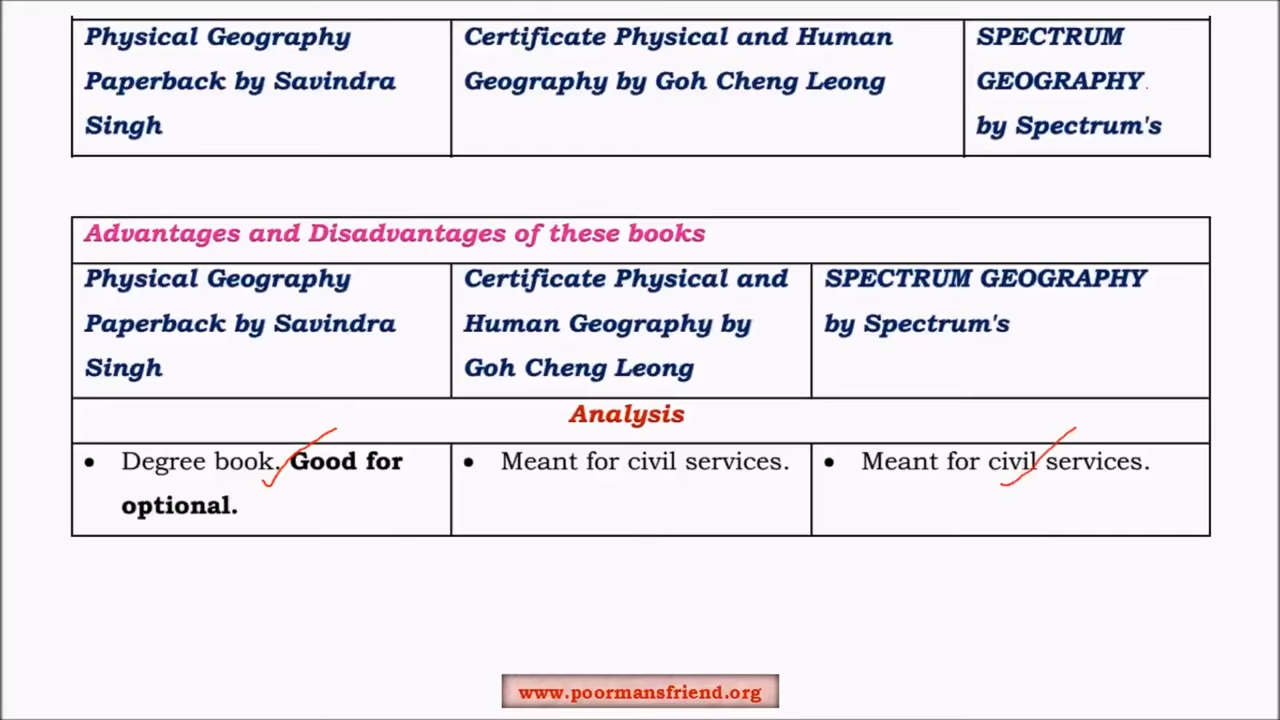 Physical Geography
Paperback by Savindra
Singh
Certificate Physical and Human
Geography by Goh Cheng Leong
SPECTRUM
GEOGRAPHY
by Spectrum's
Advantages and Disadvantages of these books
Physical Geography
Paperback by Savindra
Singh
Certificate Physical and
Human Geography by
Goh Cheng Leong
SPECTRUM GEOGRAPHY
by Spectrum's
Analysis
• Degree book. Good for
optional.
• Meant for civil services.
• Meant for civil services.
www.poormansfriend.org